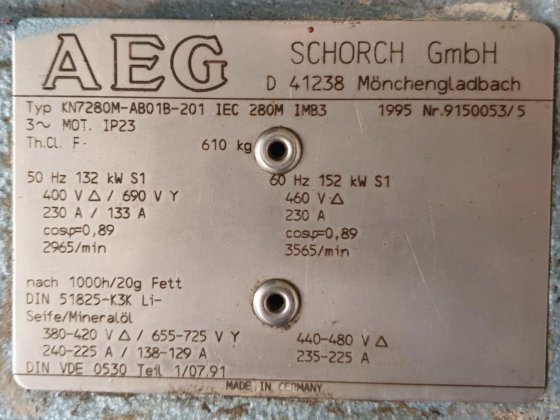 AEG SCHORCH GmbH
D 41238 Mönchengladbach
Typ KN7280M-AB01B-201 IEC 280M IMB3 1995 Nr.9150053/5
3~ MOT. IP23
Th.Cl. F- 610 kg
50 Hz 132 kW S1 60 Hz 152 kW S1
400 V △ / 690 V Y 460 V △
230 A / 133 A 230 A
cosφ=0,89 cosφ=0,89
2965/min 3565/min
nach 1000h/20g Fett
DIN 51825-K3K Li-
Seife/Mineralöl
380-420 V △ / 655-725 V Y 440-480 V △
240-225 A / 138-129 A 235-225 A
DIN VDE 0530 Teil 1/07.91
MADE IN GERMANY